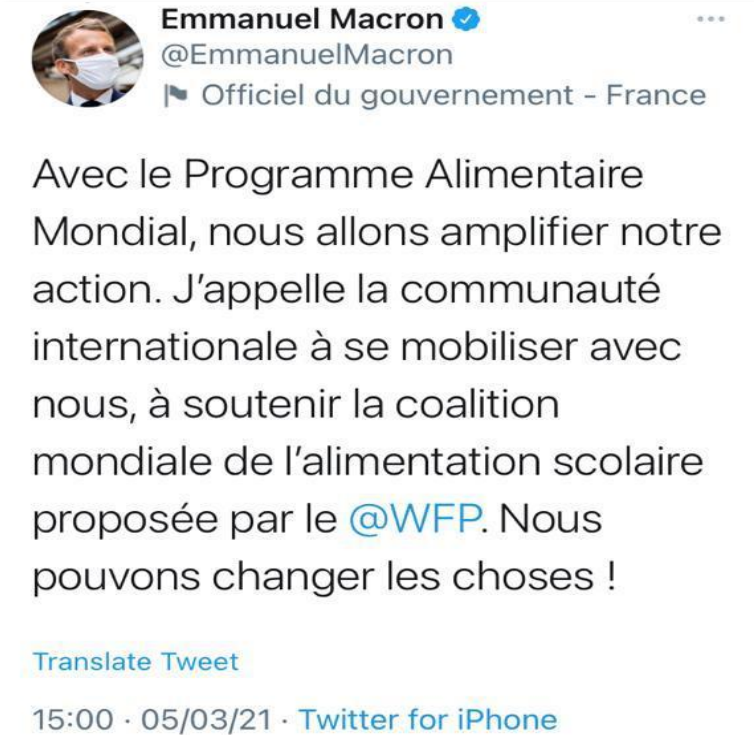 Emmanuel Macron
@EmmanuelMacron
Officiel du gouvernement - France
Avec le Programme Alimentaire
Mondial, nous allons amplifier notre
action. J’appelle la communauté
internationale à se mobiliser avec
nous, à soutenir la coalition
mondiale de l’alimentation scolaire
proposée par le @WFP. Nous
pouvons changer les choses !
Translate Tweet
15:00 · 05/03/21 · Twitter for iPhone